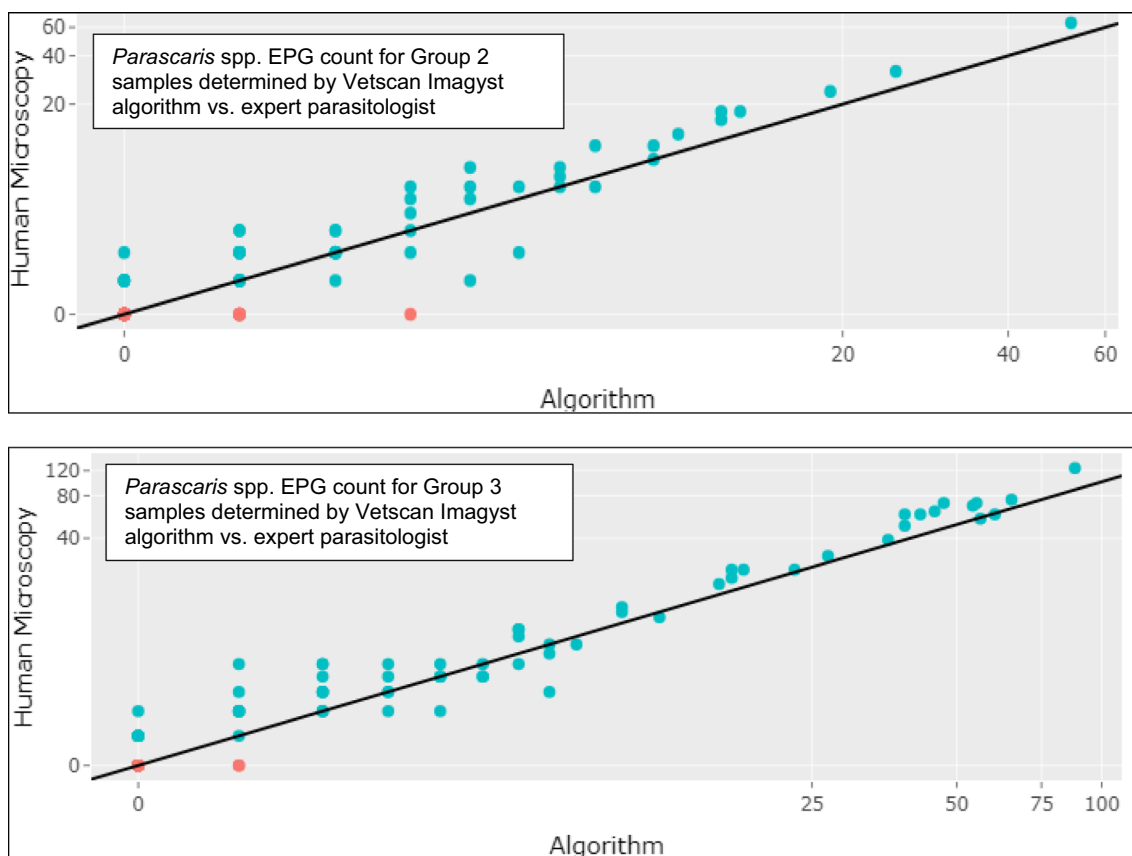 60
40
20
0
Human Microscopy
Parascaris spp. EPG count for Group 2
samples determined by Vetscan Imagyst
algorithm vs. expert parasitologist
0 20 40 60
Algorithm
120
80
40
0
Human Microscopy
Parascaris spp. EPG count for Group 3
samples determined by Vetscan Imagyst
algorithm vs. expert parasitologist
0 25 50 75 100
Algorithm